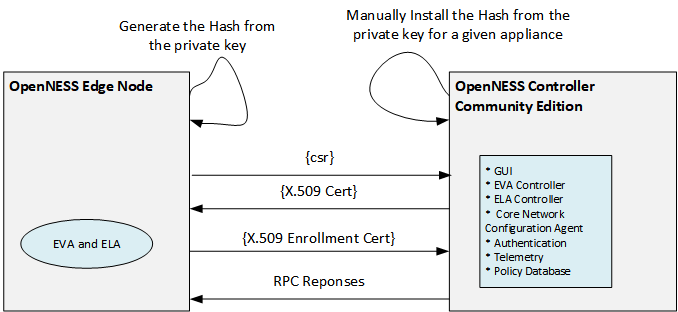 Generate the Hash from
the private key
Manually Install the Hash from the
private key for a given appliance
OpenNESS Edge Node
OpenNESS Controller
Community Edition
{csr}
{X.509 Cert}
{X.509 Enrollment Cert}
RPC Reponses
EVA and ELA
* GUI
* EVA Controller
* ELA Controller
* Core Network
Configuration Agent
* Authentication
* Telemetry
* Policy Database